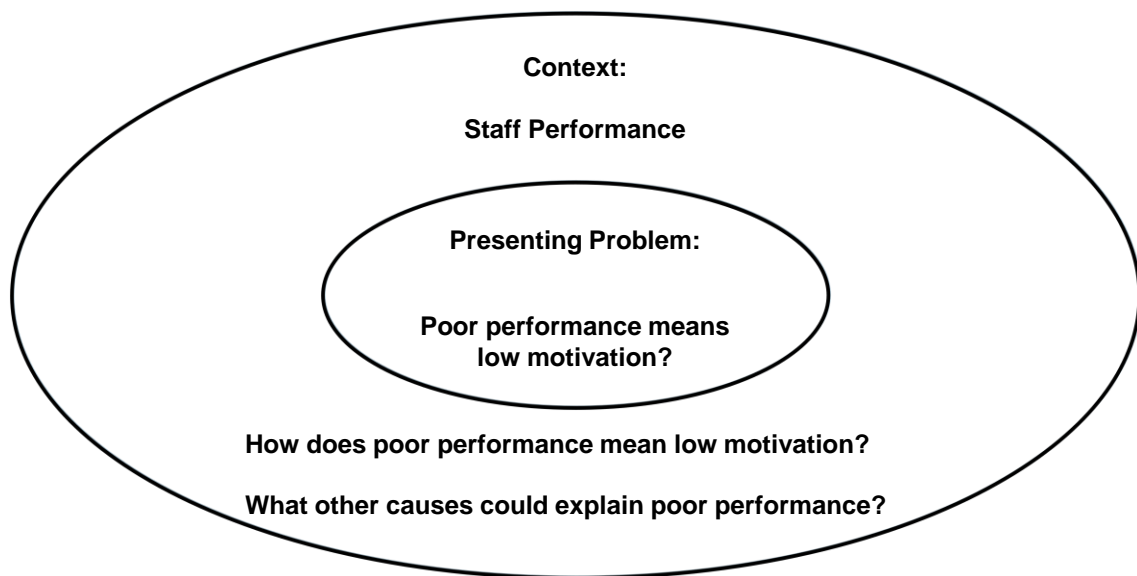 Context:
Staff Performance
Presenting Problem:
Poor performance means
low motivation?
How does poor performance mean low motivation?
What other causes could explain poor performance?